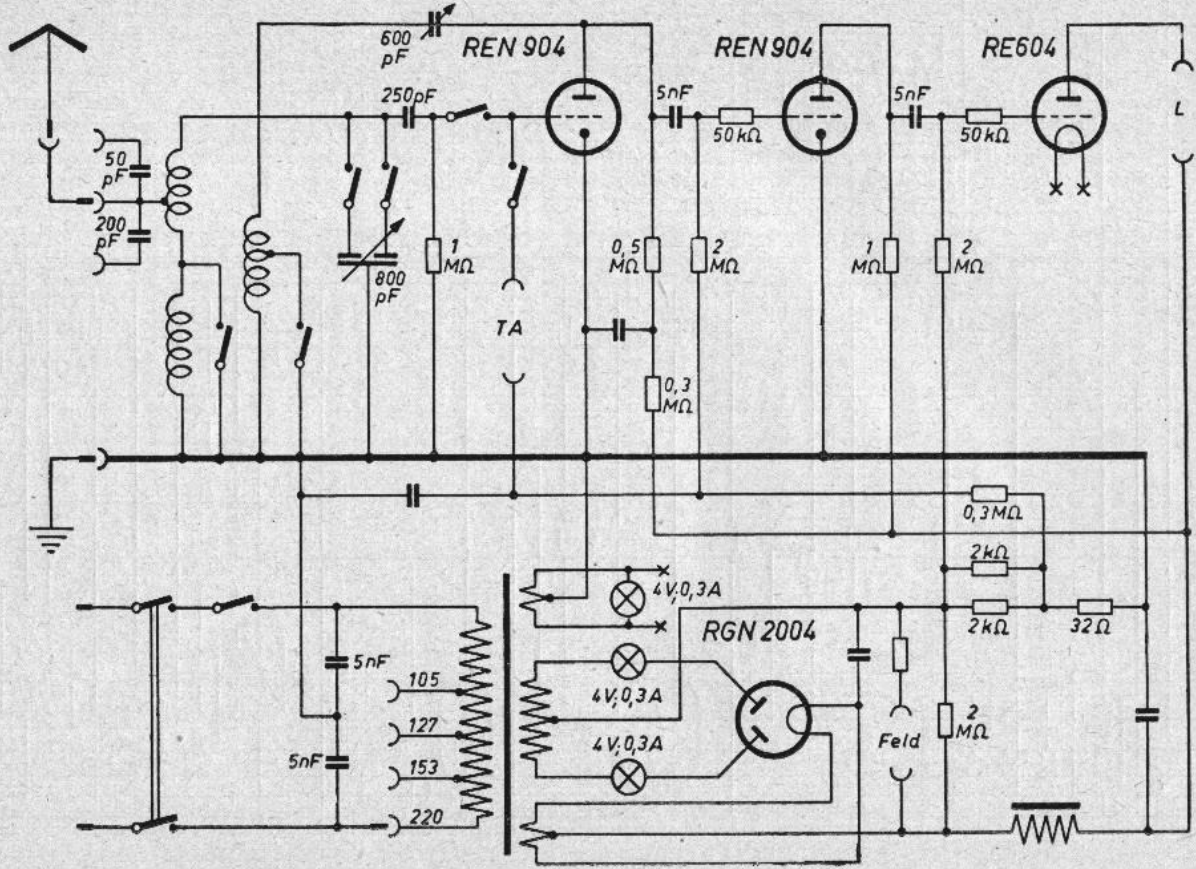 600
pF
REN 904
REN 904
RE604
250pF
5nF
50kΩ
5nF
50kΩ
L
50
pF
200
pF
800
pF
1
MΩ
TA
0,5
MΩ
2
MΩ
1
MΩ
2
MΩ
0,3
MΩ
0,3MΩ
2kΩ
2kΩ
32Ω
4V;0,3A
RGN 2004
5nF
105
4V;0,3A
127
4V;0,3A
5nF
153
220
Feld
2
MΩ
× ×
×
×